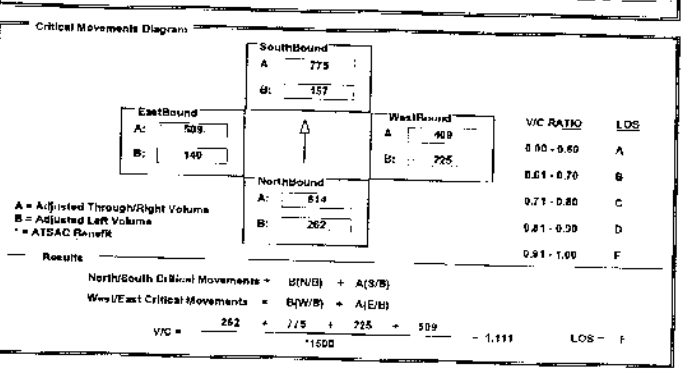 Critical Movements Diagram
SouthBound
A 775
B: 157
EastBound
A: 509
B: 140
WestBound
A 409
B: 225
NorthBound
A: 614
B: 262
V/C RATIO LOS
0.00 - 0.60 A
0.61 - 0.70 B
0.71 - 0.80 C
0.81 - 0.90 D
0.91 - 1.00 F
A = Adjusted Through/Right Volume
B = Adjusted Left Volume
* = ATSAC Benefit
Results
North/South Critical Movements = B(N/B) + A(S/B)
West/East Critical Movements = B(W/B) + A(E/B)
V/C = 262 + 775 + 225 + 509 = 1.111 LOS = F
*1500